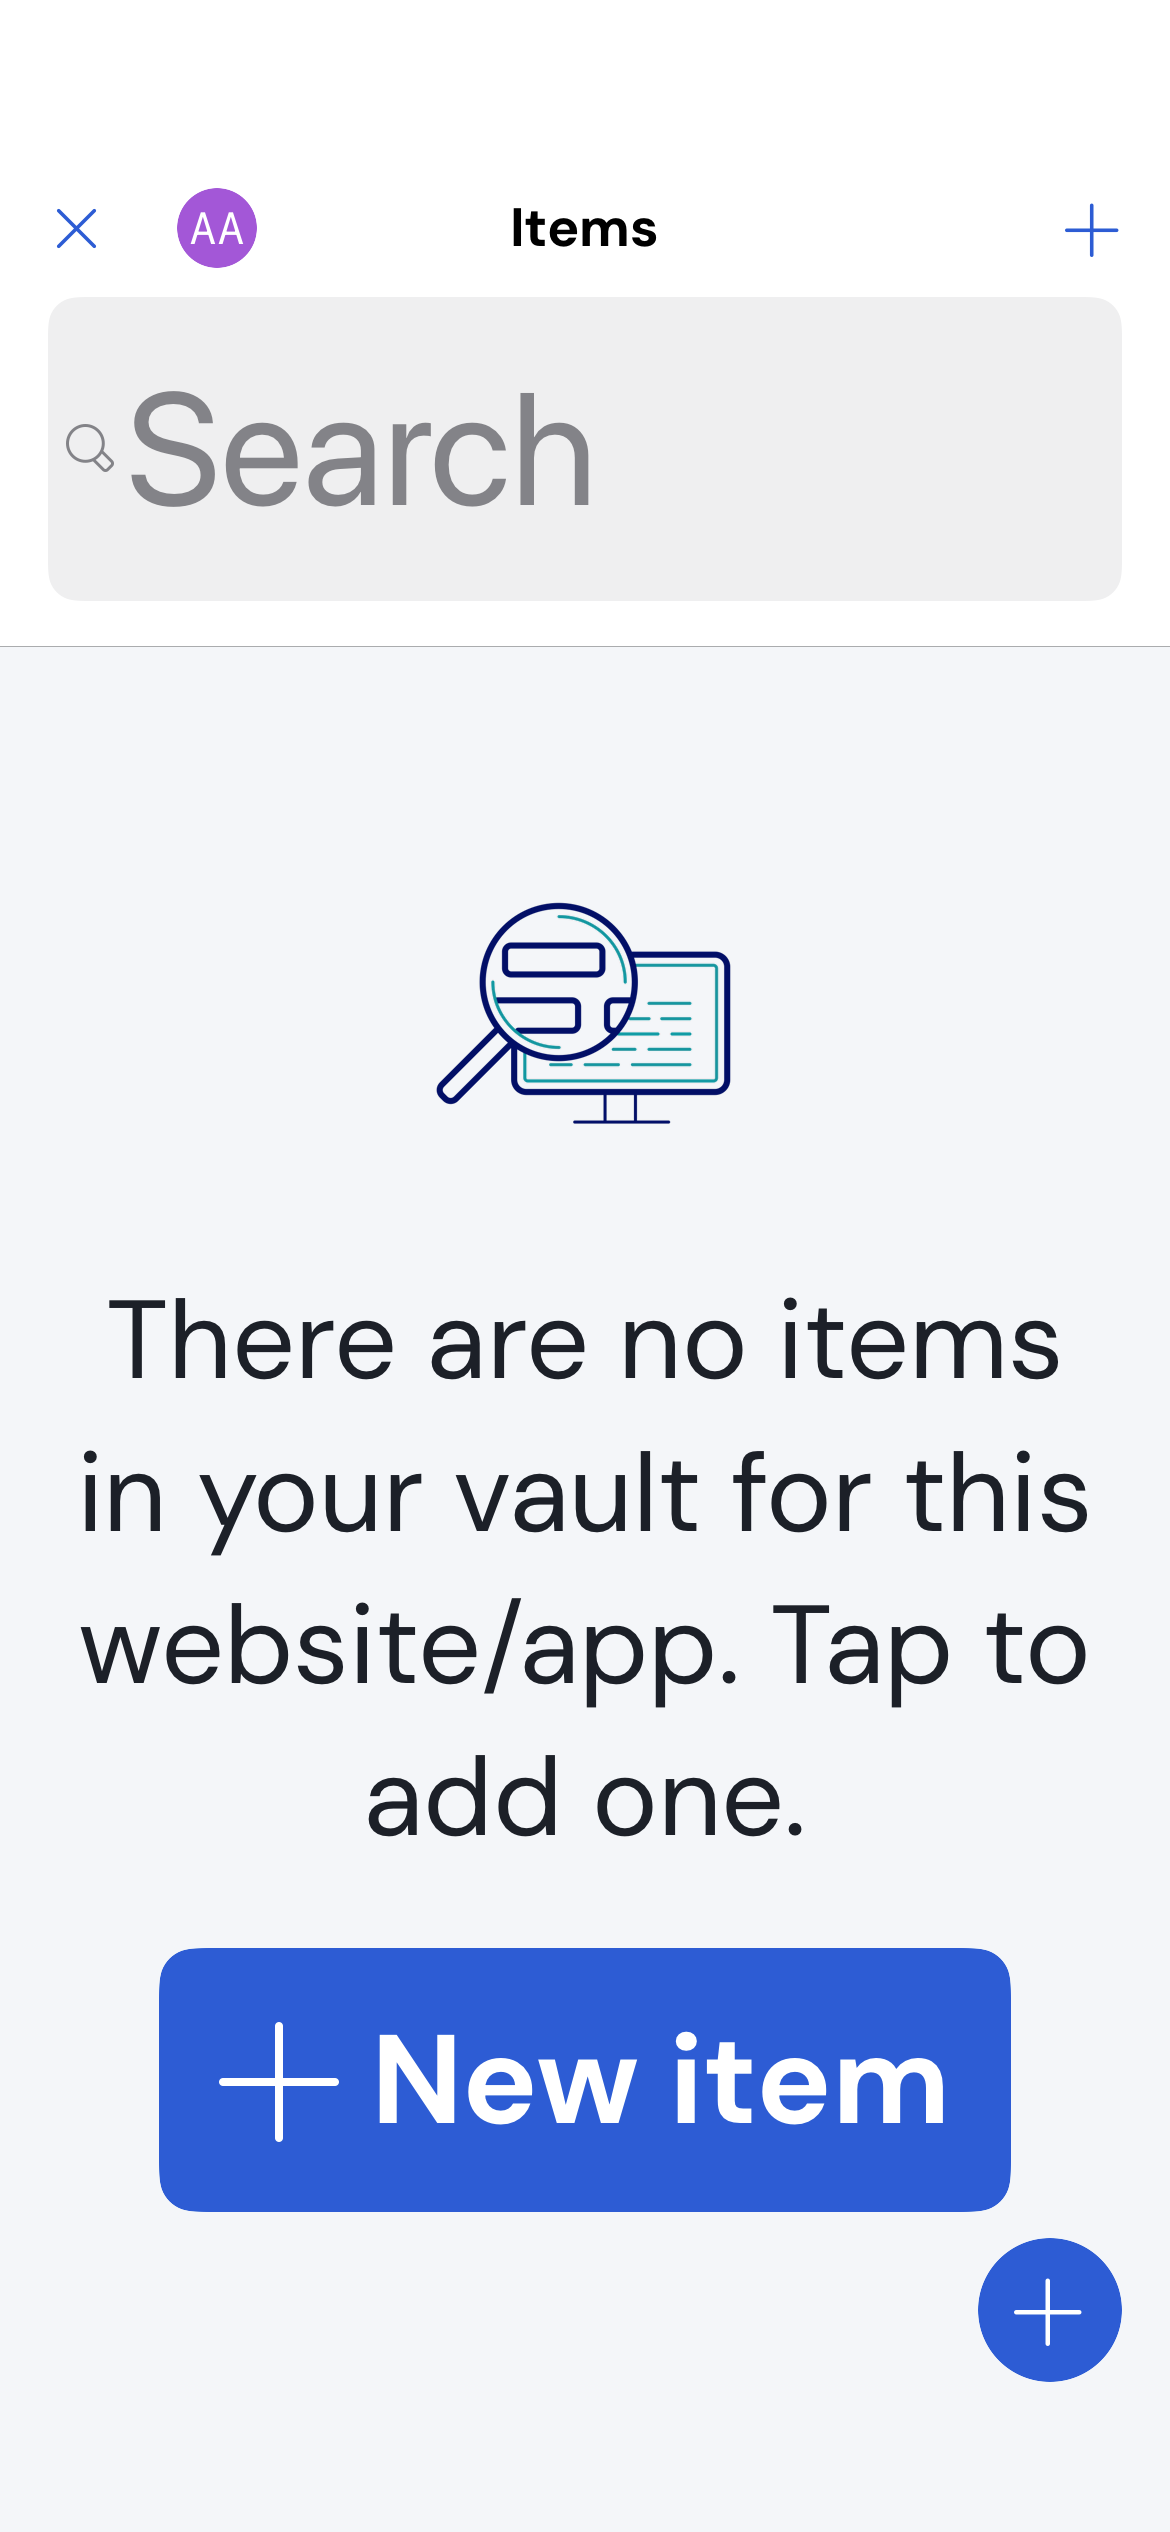 AA Items
Search
There are no items
in your vault for this
website/app. Tap to
add one.
New item